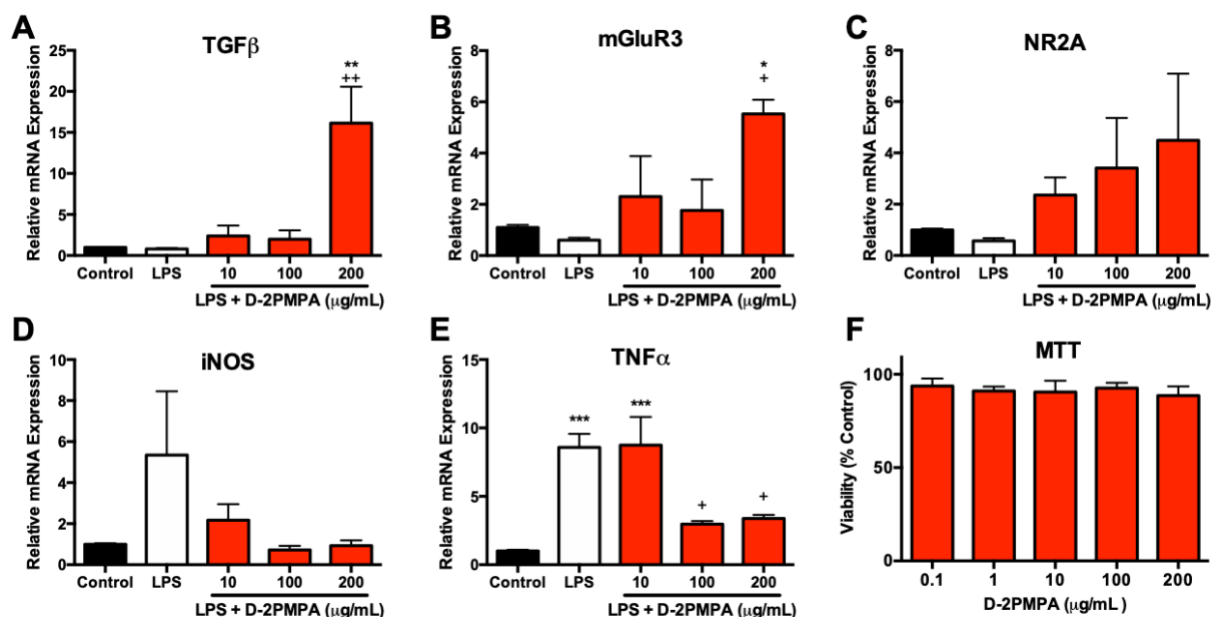 A
TGFβ
Relative mRNA Expression
25
20
15
10
5
0
**
++
Control LPS 10 100 200
LPS + D-2PMPA (μg/mL)
B
mGluR3
Relative mRNA Expression
8
6
4
2
0
*
+
Control LPS 10 100 200
LPS + D-2PMPA (μg/mL)
C
NR2A
Relative mRNA Expression
8
6
4
2
0
Control LPS 10 100 200
LPS + D-2PMPA (μg/mL)
D
iNOS
Relative mRNA Expression
10
8
6
4
2
0
Control LPS 10 100 200
LPS + D-2PMPA (μg/mL)
E
TNFα
Relative mRNA Expression
15
10
5
0
*** ***
+ +
Control LPS 10 100 200
LPS + D-2PMPA (μg/mL)
F
MTT
Viability (% Control)
100
50
0
0.1 1 10 100 200
D-2PMPA (μg/mL )